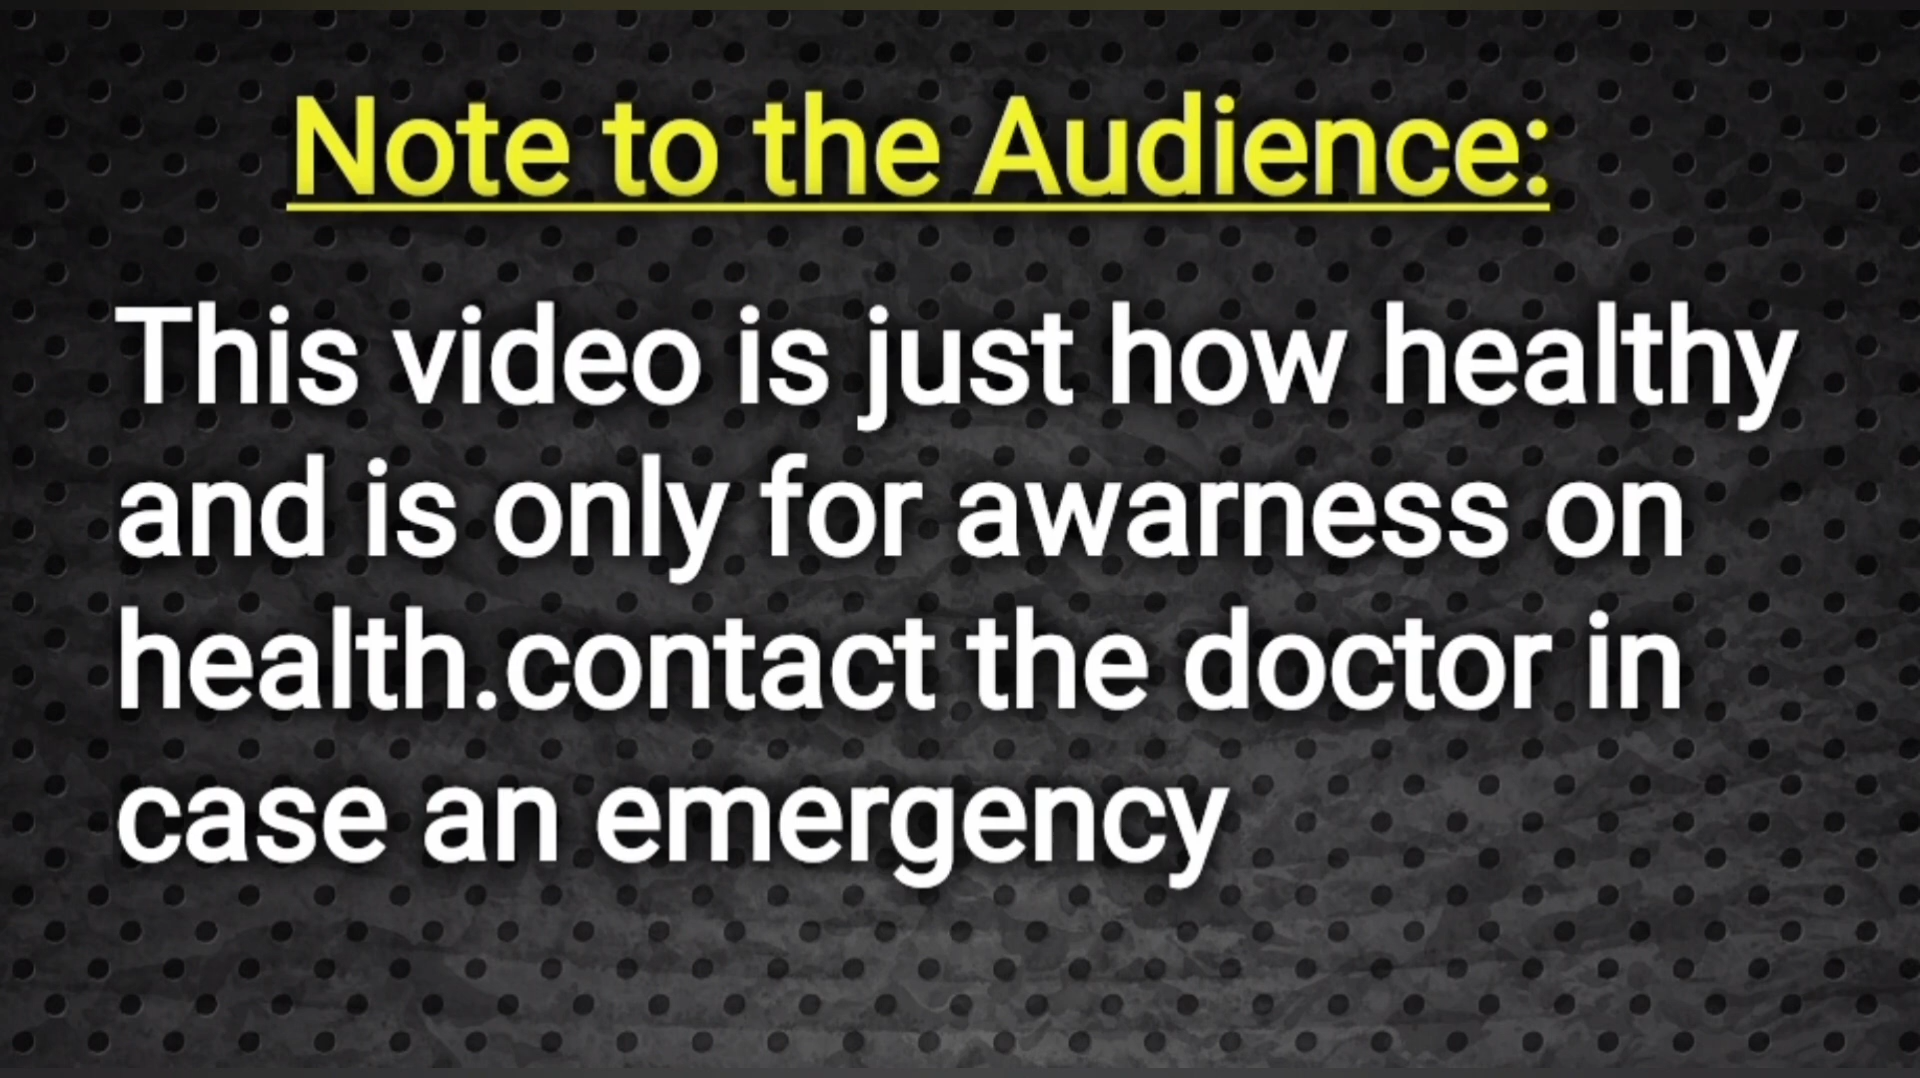 Note to the Audience:
This video is just how healthy
and is only for awarness on
health.contact the doctor in
case an emergency